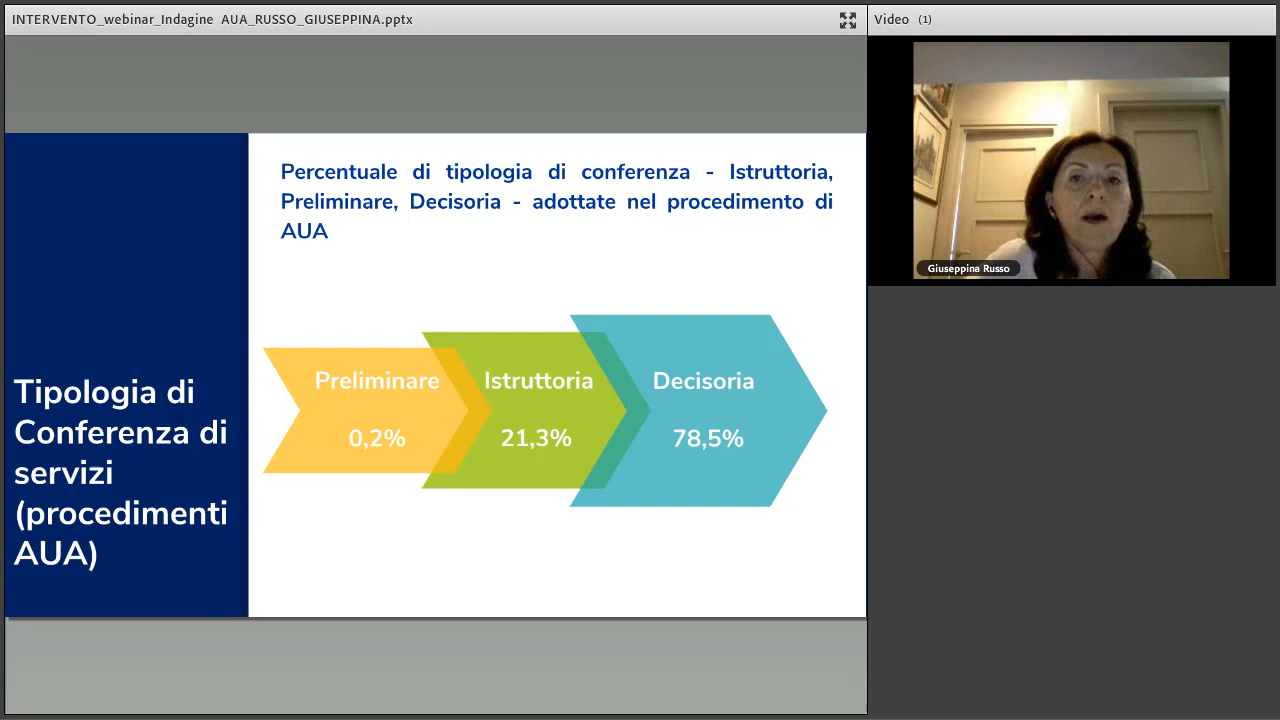 INTERVENTO_webinar_Indagine AUA_RUSSO_GIUSEPPINA.pptx
Video (1)
Giuseppina Russo
Percentuale di tipologia di conferenza - Istruttoria,
Preliminare, Decisoria - adottate nel procedimento di
AUA
Tipologia di
Conferenza di
servizi
(procedimenti
AUA)
Preliminare
0,2%
Istruttoria
21,3%
Decisoria
78,5%